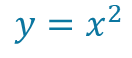 y = x²